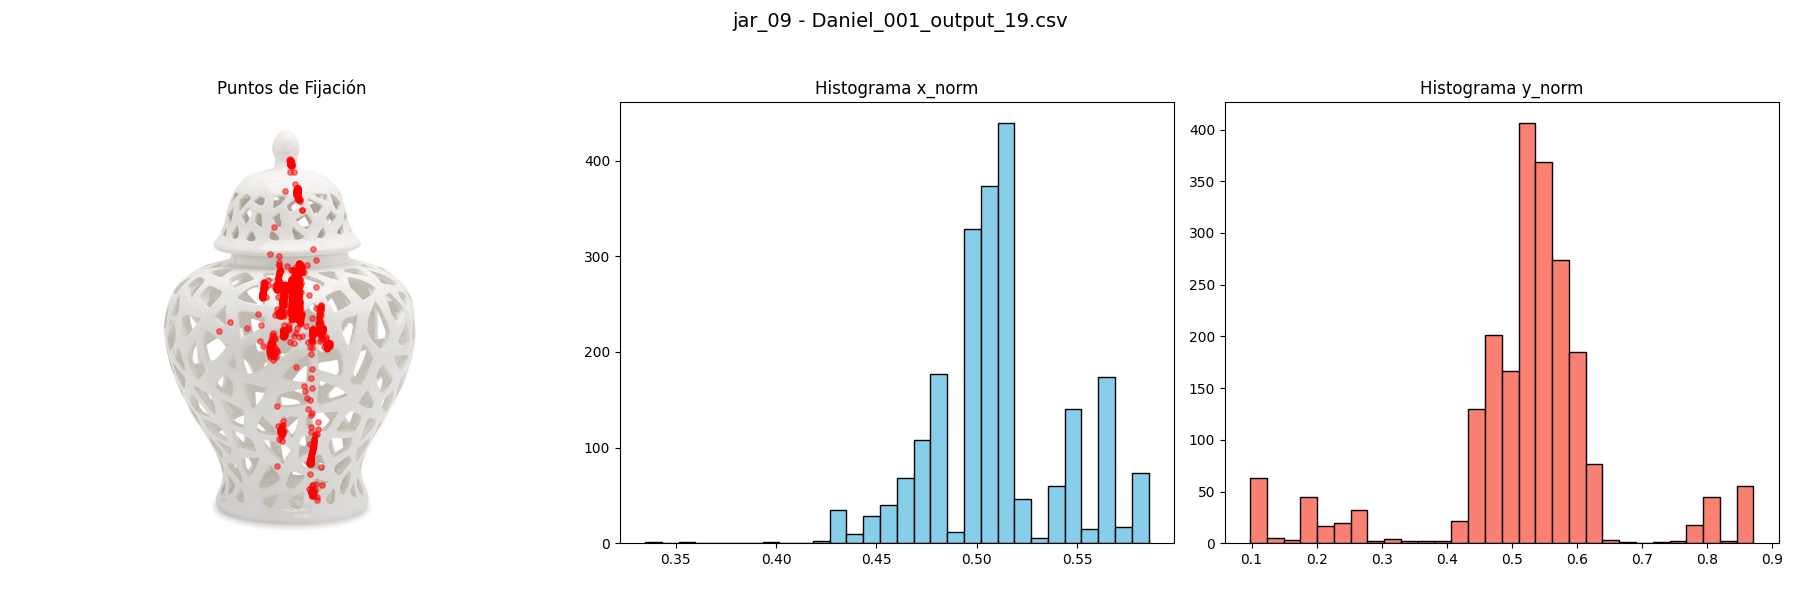 jar_09 - Daniel_001_output_19.csv
Puntos de Fijación
Histograma x_norm
400
300
200
100
0
0.35 0.40 0.45 0.50 0.55
Histograma y_norm
400
350
300
250
200
150
100
50
0
0.1 0.2 0.3 0.4 0.5 0.6 0.7 0.8 0.9